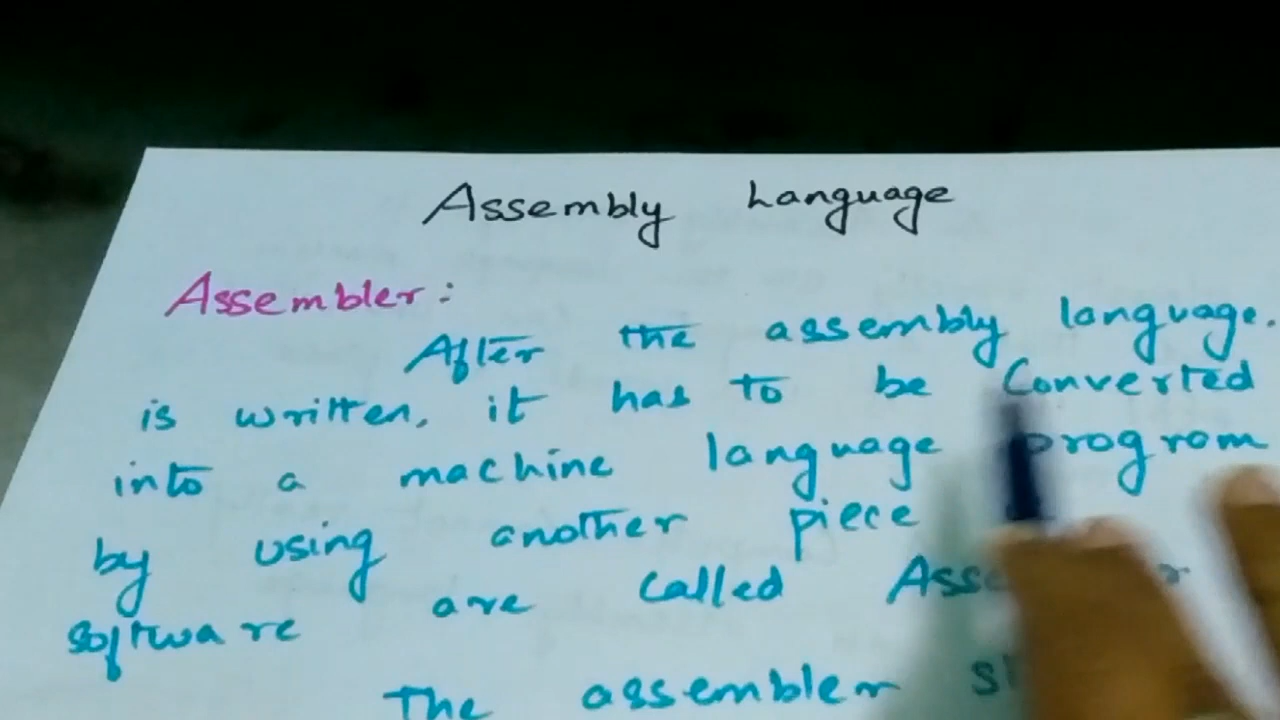 Assembly Language
Assembler:
After the assembly language.
is written, it has to be Converted
into a machine language program
by using another piece
software are called
The assembler